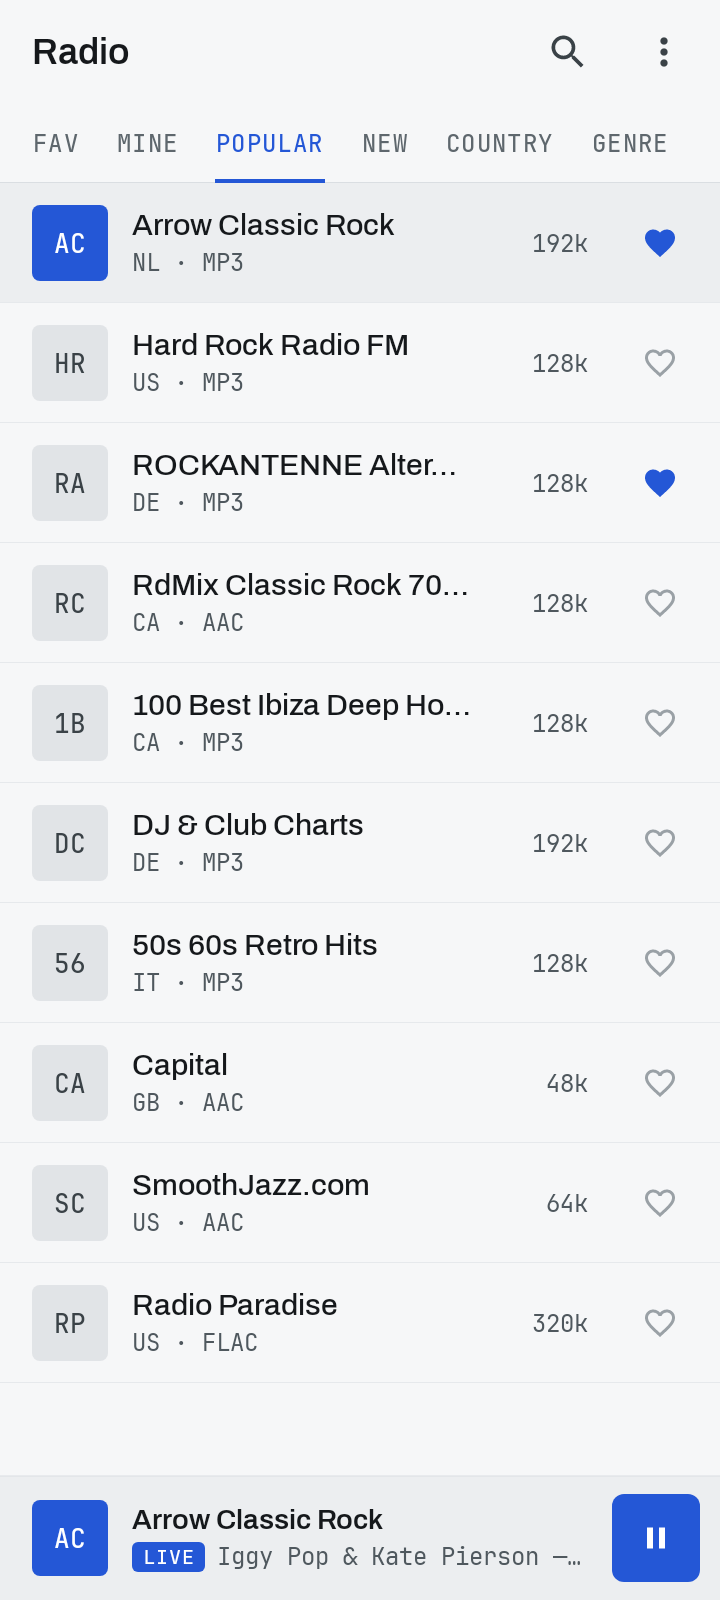 Radio
FAV MINE POPULAR NEW COUNTRY GENRE
AC Arrow Classic Rock 192k
NL · MP3
HR Hard Rock Radio FM 128k
US · MP3
RA ROCKANTENNE Alter... 128k
DE · MP3
RC RdMix Classic Rock 70... 128k
CA · AAC
1B 100 Best Ibiza Deep Ho... 128k
CA · MP3
DC DJ & Club Charts 192k
DE · MP3
56 50s 60s Retro Hits 128k
IT · MP3
CA Capital 48k
GB · AAC
SC SmoothJazz.com 64k
US · AAC
RP Radio Paradise 320k
US · FLAC
AC Arrow Classic Rock
LIVE Iggy Pop & Kate Pierson —…